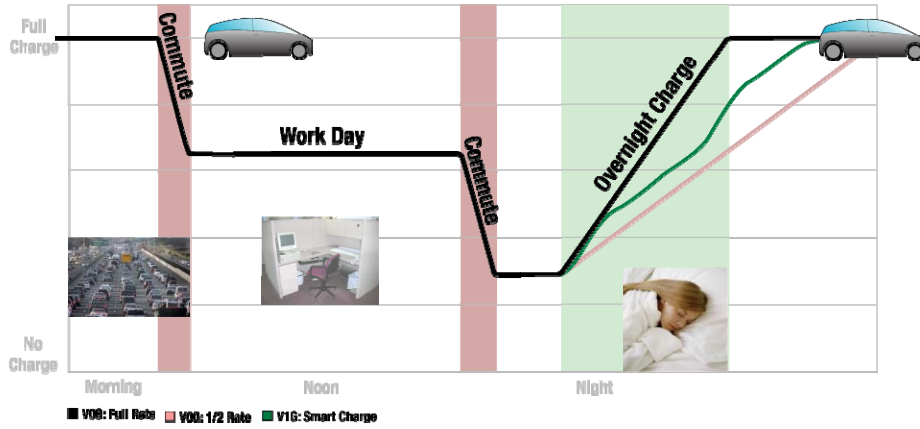 Full
Charge
Commute
Work Day
Commute
Overnight Charge
No
Charge
Morning
Noon
Night
V0G: Full Rate
V0G: 1/2 Rate
V1G: Smart Charge